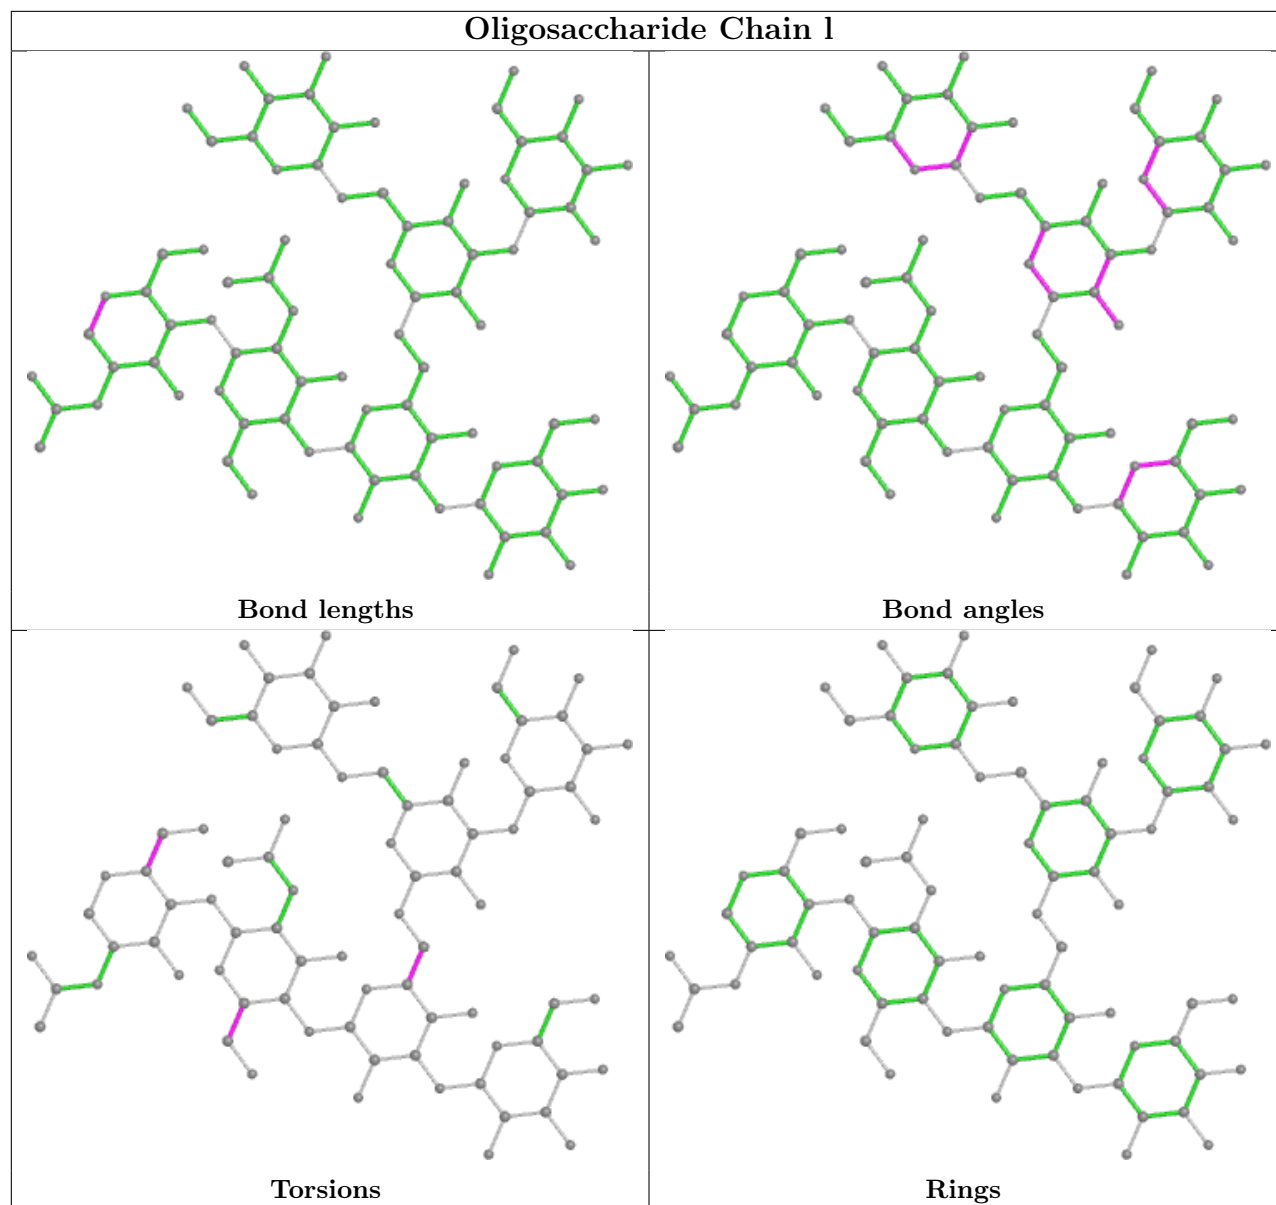 Oligosaccharide Chain l
Bond lengths
Bond angles
Torsions
Rings